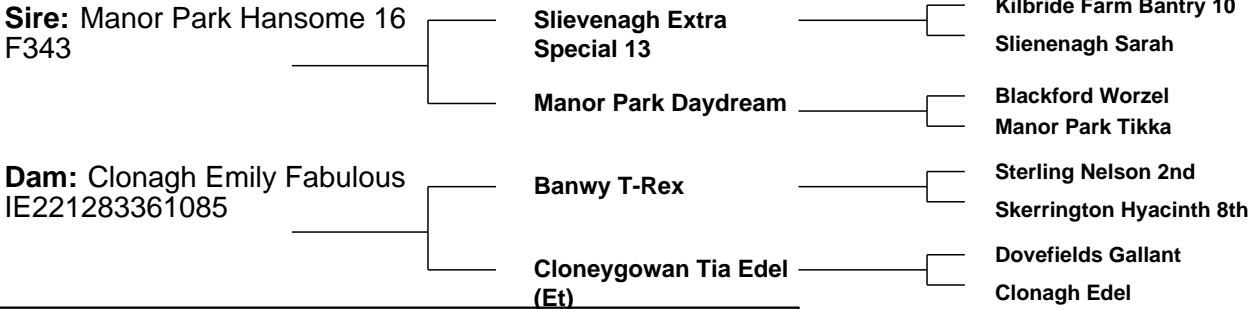 Sire: Manor Park Hansome 16
F343
Slievenagh Extra
Special 13
Kilbride Farm Bantry 10
Slienenagh Sarah
Manor Park Daydream
Blackford Worzel
Manor Park Tikka
Dam: Clonagh Emily Fabulous
IE221283361085
Banwy T-Rex
Sterling Nelson 2nd
Skerrington Hyacinth 8th
Cloneygowan Tia Edel
(Et)
Dovefields Gallant
Clonagh Edel